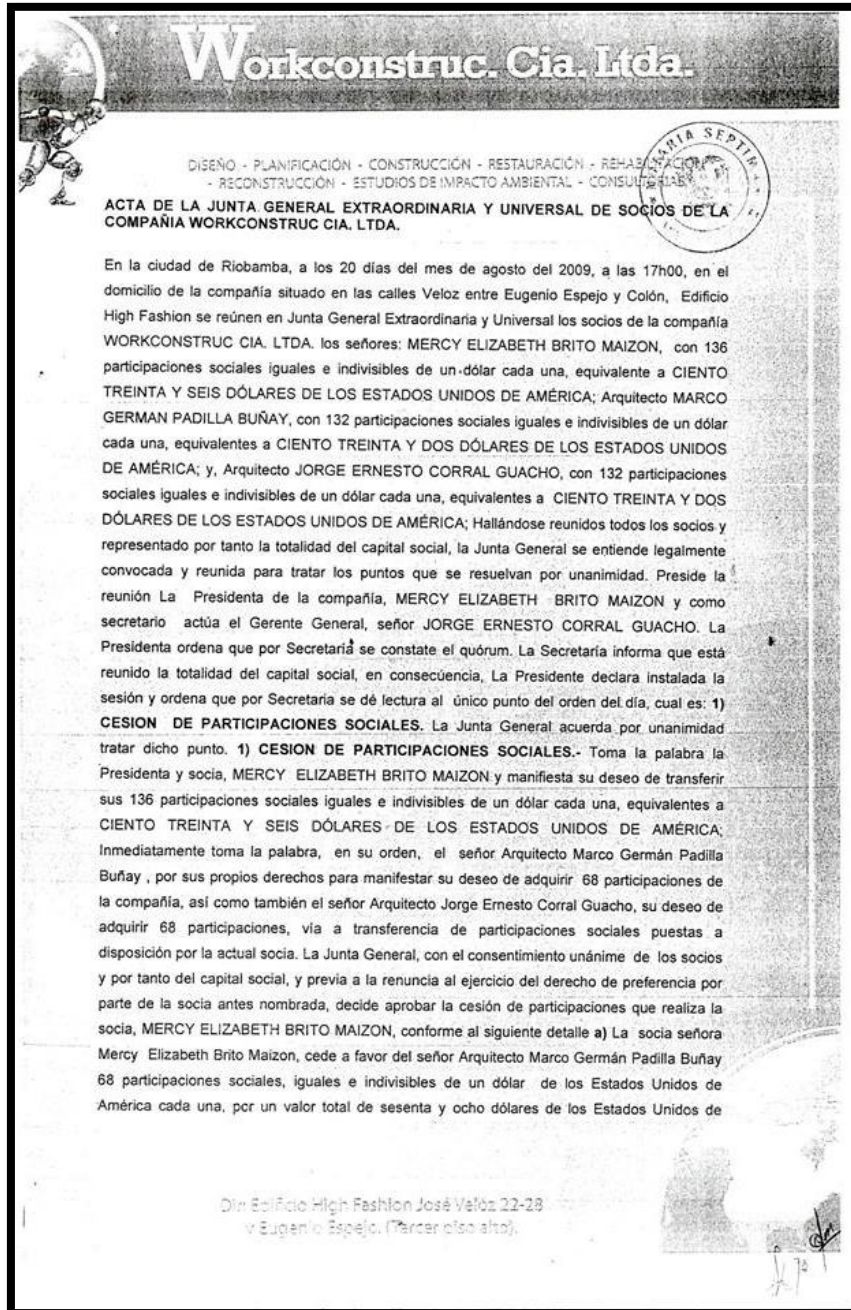 Workconstruc. Cia. Ltda.
DISEÑO - PLANIFICACIÓN - CONSTRUCCIÓN - RESTAURACIÓN - REHABILITACIÓN
- RECONSTRUCCIÓN - ESTUDIOS DE IMPACTO AMBIENTAL - CONSULTORIAS
ARIA SEPTIM
ACTA DE LA JUNTA GENERAL EXTRAORDINARIA Y UNIVERSAL DE SOCIOS DE LA
COMPAÑIA WORKCONSTRUC CIA. LTDA.
En la ciudad de Riobamba, a los 20 días del mes de agosto del 2009, a las 17h00, en el
domicilio de la compañía situado en las calles Veloz entre Eugenio Espejo y Colón, Edificio
High Fashion se reúnen en Junta General Extraordinaria y Universal los socios de la compañía
WORKCONSTRUC CIA. LTDA. los señores: MERCY ELIZABETH BRITO MAIZON, con 136
participaciones sociales iguales e indivisibles de un dólar cada una, equivalente a CIENTO
TREINTA Y SEIS DÓLARES DE LOS ESTADOS UNIDOS DE AMÉRICA; Arquitecto MARCO
GERMAN PADILLA BUÑAY, con 132 participaciones sociales iguales e indivisibles de un dólar
cada una, equivalentes a CIENTO TREINTA Y DOS DÓLARES DE LOS ESTADOS UNIDOS
DE AMÉRICA; y, Arquitecto JORGE ERNESTO CORRAL GUACHO, con 132 participaciones
sociales iguales e indivisibles de un dólar cada una, equivalentes a CIENTO TREINTA Y DOS
DÓLARES DE LOS ESTADOS UNIDOS DE AMÉRICA; Hallándose reunidos todos los socios y
representado por tanto la totalidad del capital social, la Junta General se entiende legalmente
convocada y reunida para tratar los puntos que se resuelvan por unanimidad. Preside la
reunión La Presidenta de la compañía, MERCY ELIZABETH BRITO MAIZON y como
secretario actúa el Gerente General, señor JORGE ERNESTO CORRAL GUACHO. La
Presidenta ordena que por Secretaría se constate el quórum. La Secretaría informa que está
reunido la totalidad del capital social, en consecuencia, La Presidente declara instalada la
sesión y ordena que por Secretaria se dé lectura al único punto del orden del día, cual es: 1)
CESION DE PARTICIPACIONES SOCIALES. La Junta General acuerda por unanimidad
tratar dicho punto. 1) CESION DE PARTICIPACIONES SOCIALES.- Toma la palabra la
Presidenta y socia, MERCY ELIZABETH BRITO MAIZON y manifiesta su deseo de transferir
sus 136 participaciones sociales iguales e indivisibles de un dólar cada una, equivalentes a
CIENTO TREINTA Y SEIS DÓLARES DE LOS ESTADOS UNIDOS DE AMÉRICA;
Inmediatamente toma la palabra, en su orden, el señor Arquitecto Marco Germán Padilla
Buñay , por sus propios derechos para manifestar su deseo de adquirir 68 participaciones de
la compañía, así como también el señor Arquitecto Jorge Ernesto Corral Guacho, su deseo de
adquirir 68 participaciones, vía a transferencia de participaciones sociales puestas a
disposición por la actual socia. La Junta General, con el consentimiento unánime de los socios
y por tanto del capital social, y previa a la renuncia al ejercicio del derecho de preferencia por
parte de la socia antes nombrada, decide aprobar la cesión de participaciones que realiza la
socia, MERCY ELIZABETH BRITO MAIZON, conforme al siguiente detalle a) La socia señora
Mercy Elizabeth Brito Maizon, cede a favor del señor Arquitecto Marco Germán Padilla Buñay
68 participaciones sociales, iguales e indivisibles de un dólar de los Estados Unidos de
América cada una, por un valor total de sesenta y ocho dólares de los Estados Unidos de
Dir: Edificio High Fashion José Veloz 22-28
y Eugenio Espejo. (Tercer piso alto).